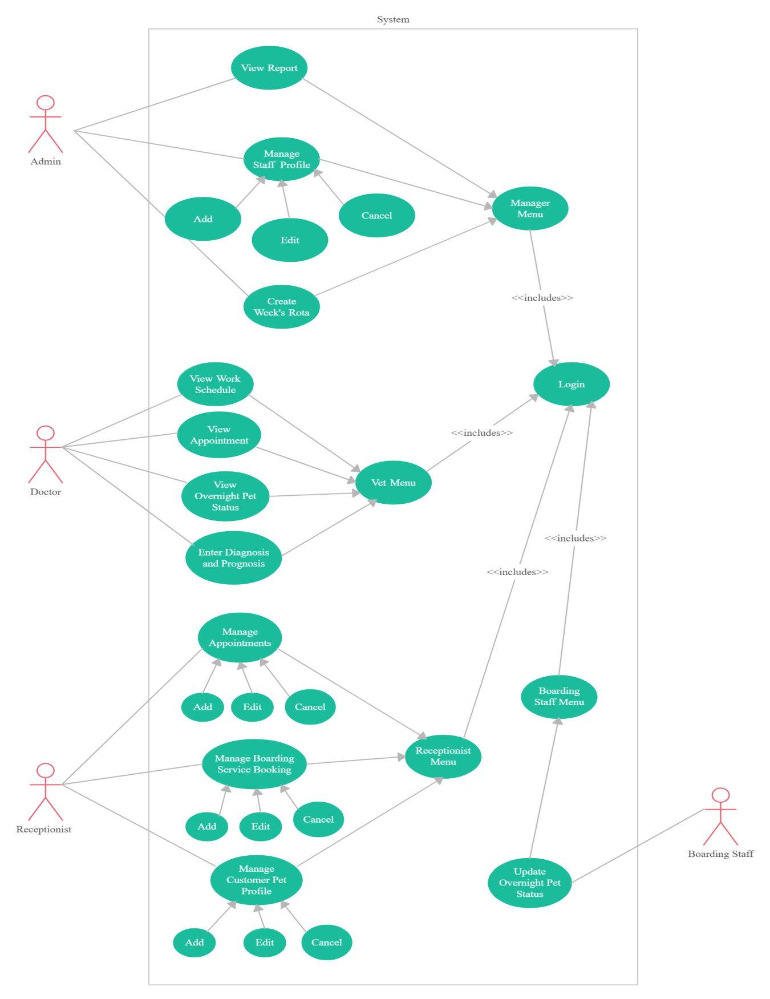 System
View Report
Admin
Manage
Staff Profile
Add
Edit
Cancel
Manager
Menu
Create
Week's Rota
<<includes>>
Login
View Work
Schedule
View
Appointment
<<includes>>
Doctor
View
Overnight Pet
Status
Vet Menu
Enter Diagnosis
and Prognosis
<<includes>>
<<includes>>
Manage
Appointments
Add
Edit
Cancel
Boarding
Staff Menu
Receptionist
Manage Boarding
Service Booking
Receptionist
Menu
Add
Edit
Cancel
Boarding Staff
Manage
Customer Pet
Profile
Update
Overnight Pet
Status
Add
Edit
Cancel